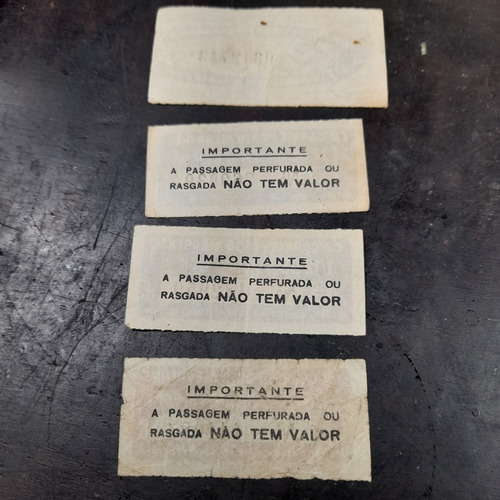 IMPORTANTE
A PASSAGEM PERFURADA OU
RASGADA NÃO TEM VALOR
IMPORTANTE
A PASSAGEM PERFURADA OU
RASGADA NÃO TEM VALOR
IMPORTANTE
A PASSAGEM PERFURADA OU
RASGADA NÃO TEM VALOR